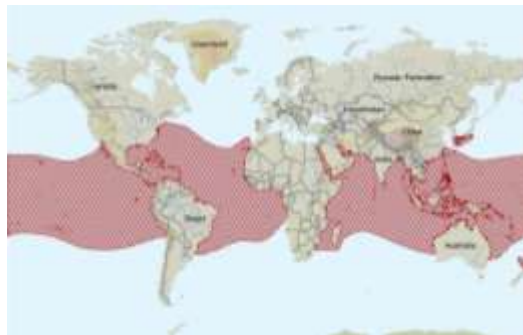 Greenland
Russian Federation
Canada
Kazakhstan
China
India
Brazil
Australia